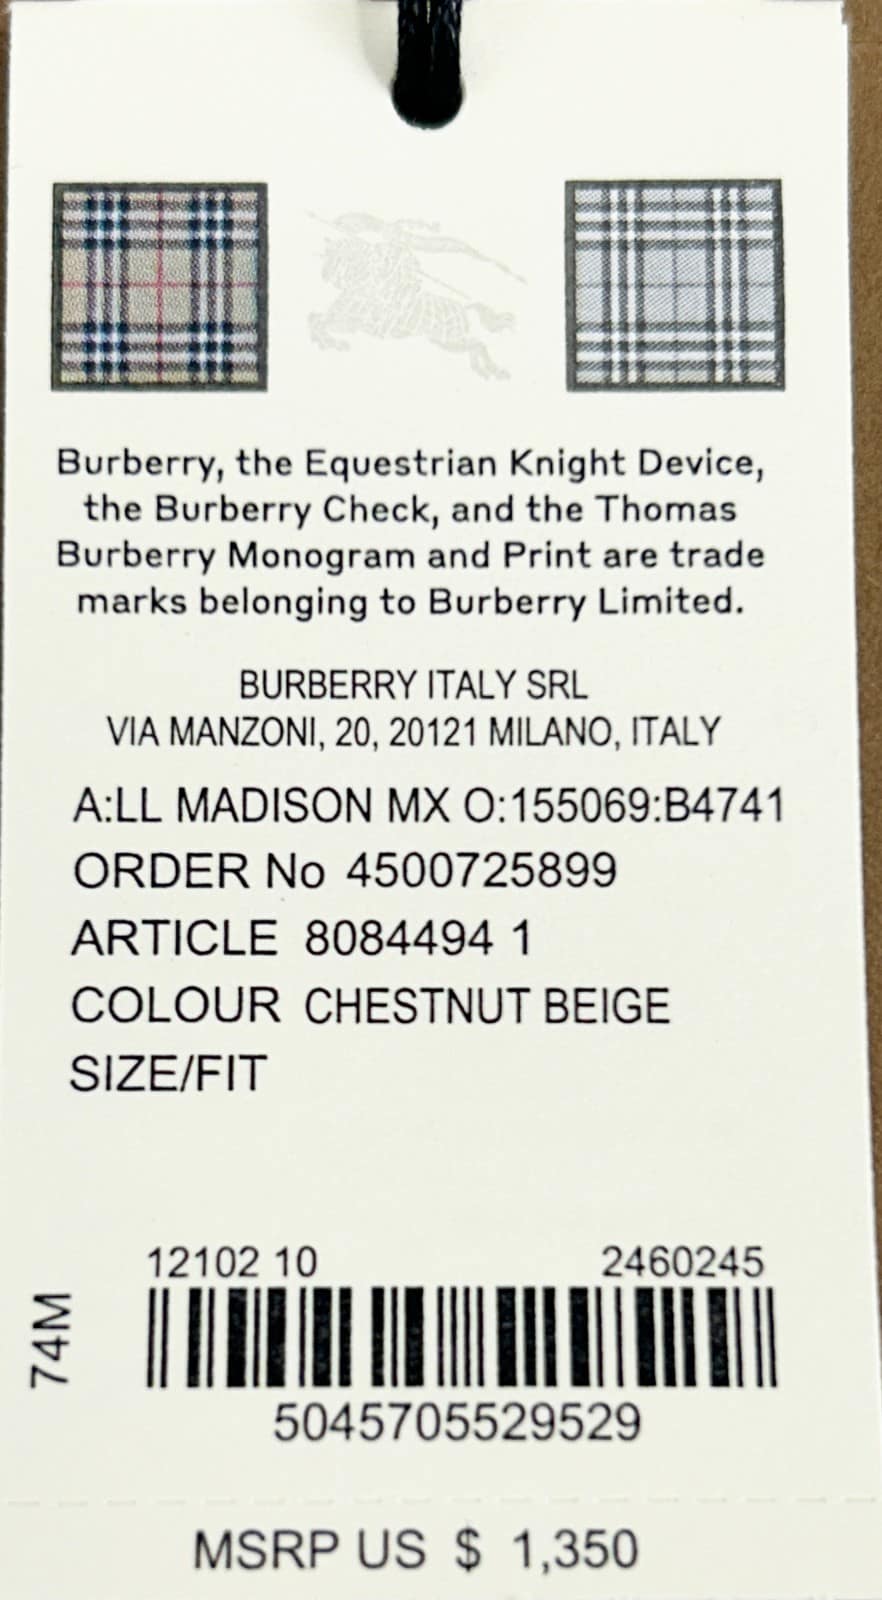 Burberry, the Equestrian Knight Device,
the Burberry Check, and the Thomas
Burberry Monogram and Print are trade
marks belonging to Burberry Limited.
BURBERRY ITALY SRL
VIA MANZONI, 20, 20121 MILANO, ITALY
A:LL MADISON MX O:155069:B4741
ORDER No 4500725899
ARTICLE 8084494 1
COLOUR CHESTNUT BEIGE
SIZE/FIT
12102 10 2460245
74M
5045705529529
MSRP US $ 1,350